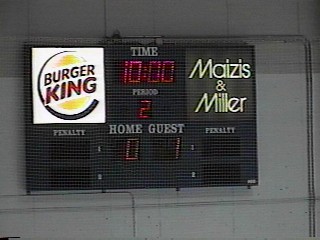 BURGER
KING
TIME
10:00
PERIOD
2
Maizis
&
Miller
HOME GUEST
0 1
PENALTY
PENALTY